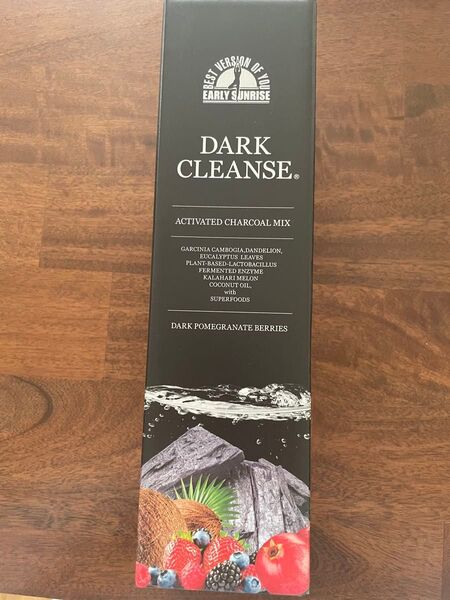 BEST VERSION OF YOU
EARLY SUNRISE
DARK
CLEANSE®
ACTIVATED CHARCOAL MIX
GARCINIA CAMBOGIA,DANDELION,
EUCALYPTUS LEAVES
PLANT-BASED-LACTOBACILLUS
FERMENTED ENZYME
KALAHARI MELON
COCONUT OIL,
with
SUPERFOODS
DARK POMEGRANATE BERRIES